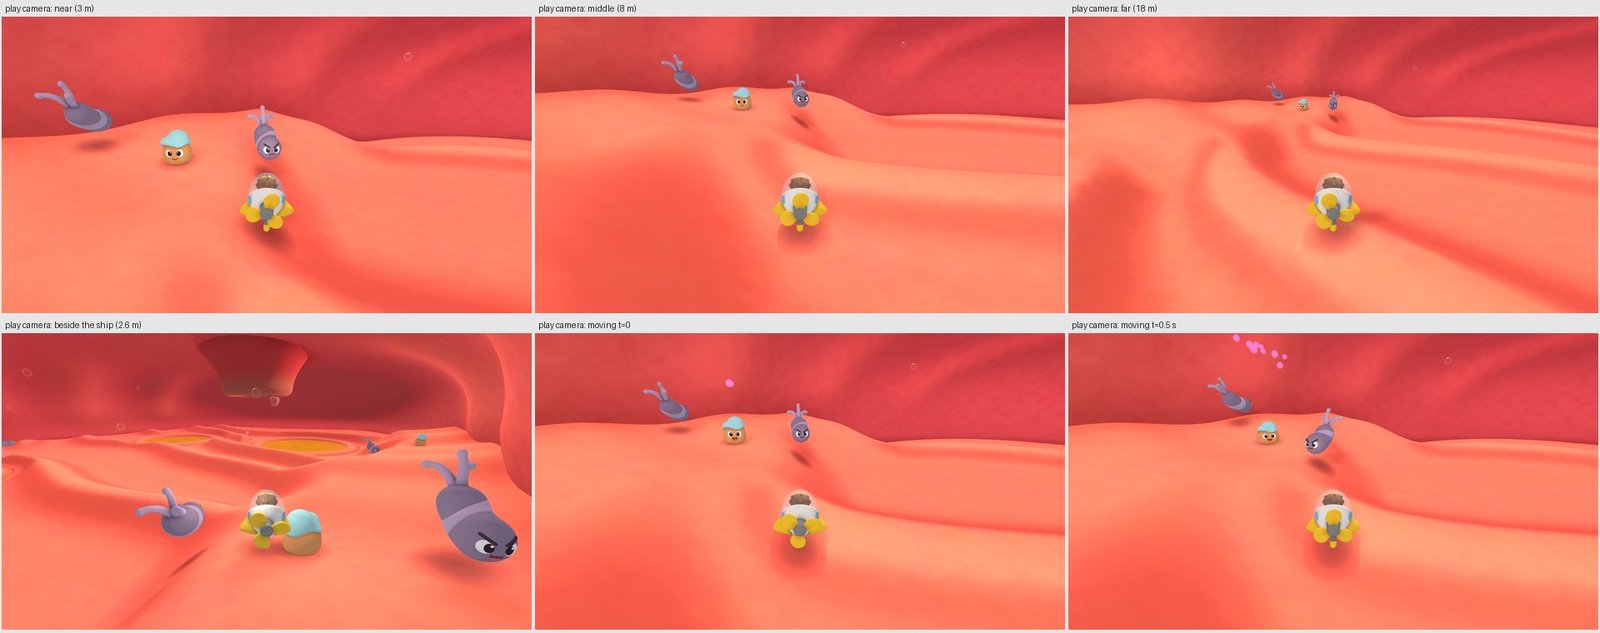 play camera: near (3 m)
play camera: middle (8 m)
play camera: far (18 m)
play camera: beside the ship (2.6 m)
play camera: moving t=0
play camera: moving t=0.5 s